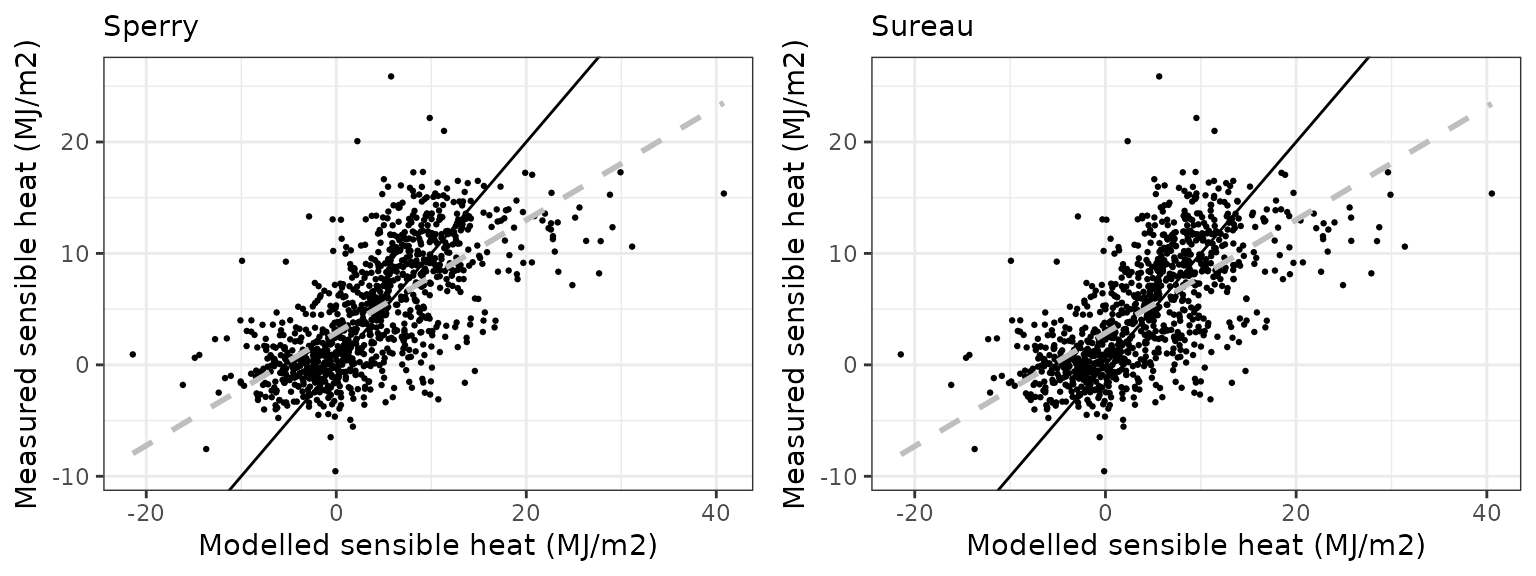 Sperry
Measured sensible heat (MJ/m2)
20
10
0
-10
-20 0 20 40
Modelled sensible heat (MJ/m2)
Sureau
Measured sensible heat (MJ/m2)
20
10
0
-10
-20 0 20 40
Modelled sensible heat (MJ/m2)